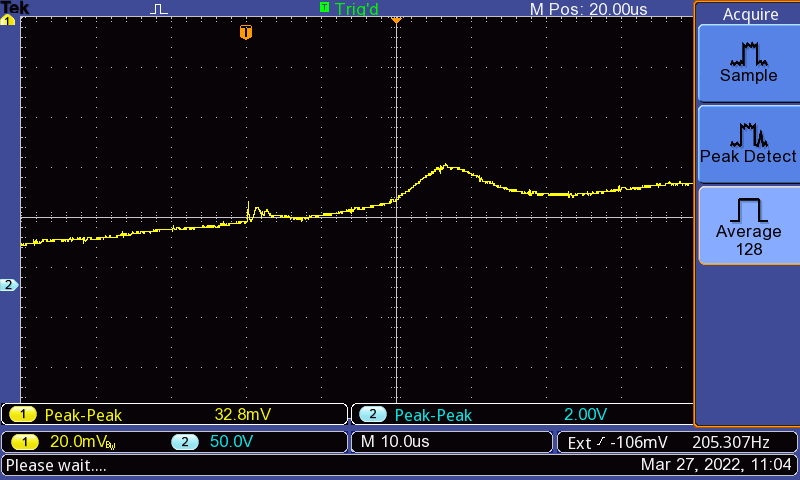 Tek Trig'd M Pos: 20.00us Acquire
1
T
Sample
Peak Detect
Average
128
2
1 Peak-Peak 32.8mV 2 Peak-Peak 2.00V
1 20.0mVBW 2 50.0V M 10.0us Ext -106mV 205.307Hz
Please wait.... Mar 27, 2022, 11:04